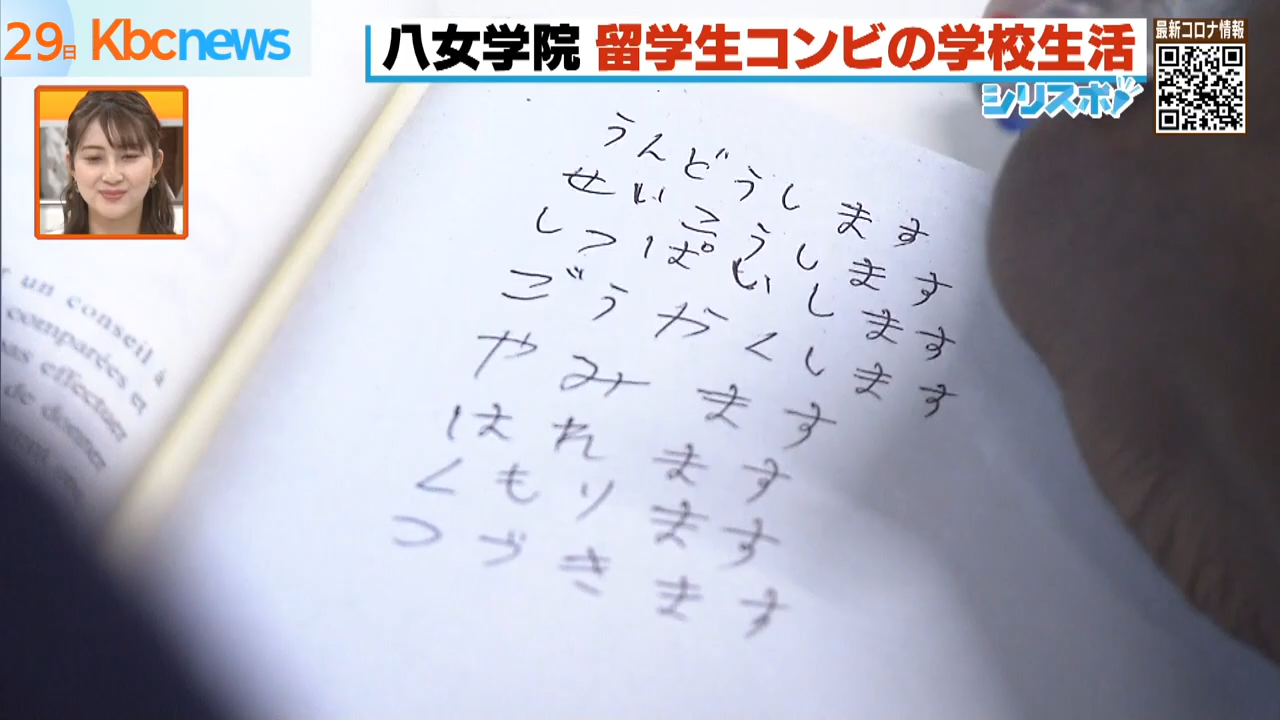 29日 Kbcnews
八女学院 留学生コンビの学校生活
シリスポ!
最新コロナ情報
うんどうします
せいこうします
しっぱいします
ごうかくします
やみます
はれます
くもります
つづきます
un conseil à
comparées et
pas effectuer
de donner